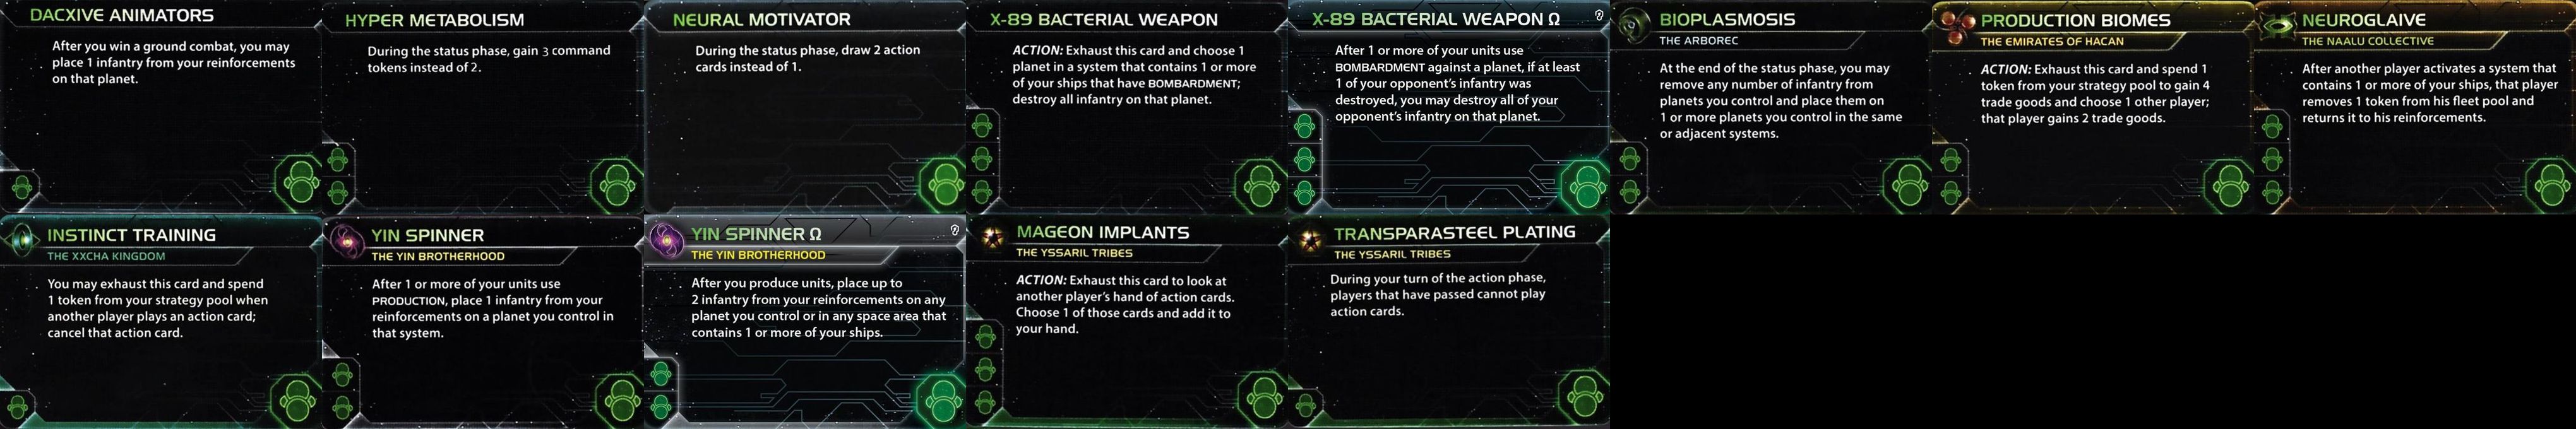 DACXIVE ANIMATORS
After you win a ground combat, you may
place 1 infantry from your reinforcements
on that planet.
HYPER METABOLISM
During the status phase, gain 3 command
tokens instead of 2.
NEURAL MOTIVATOR
During the status phase, draw 2 action
cards instead of 1.
X-89 BACTERIAL WEAPON
ACTION: Exhaust this card and choose 1
planet in a system that contains 1 or more
of your ships that have BOMBARDMENT;
destroy all infantry on that planet.
X-89 BACTERIAL WEAPON Ω
After 1 or more of your units use
BOMBARDMENT against a planet, if at least
1 of your opponent's infantry was
destroyed, you may destroy all of your
opponent's infantry on that planet.
BIOPLASMOSIS
THE ARBOREC
At the end of the status phase, you may
remove any number of infantry from
planets you control and place them on
1 or more planets you control in the same
or adjacent systems.
PRODUCTION BIOMES
THE EMIRATES OF HACAN
ACTION: Exhaust this card and spend 1
token from your strategy pool to gain 4
trade goods and choose 1 other player;
that player gains 2 trade goods.
NEUROGLAIVE
THE NAALU COLLECTIVE
After another player activates a system that
contains 1 or more of your ships, that player
removes 1 token from his fleet pool and
returns it to his reinforcements.
INSTINCT TRAINING
THE XXCHA KINGDOM
You may exhaust this card and spend
1 token from your strategy pool when
another player plays an action card;
cancel that action card.
YIN SPINNER
THE YIN BROTHERHOOD
After 1 or more of your units use
PRODUCTION, place 1 infantry from your
reinforcements on a planet you control in
that system.
YIN SPINNER Ω
THE YIN BROTHERHOOD
After you produce units, place up to
2 infantry from your reinforcements on any
planet you control or in any space area that
contains 1 or more of your ships.
MAGEON IMPLANTS
THE YSSARIL TRIBES
ACTION: Exhaust this card to look at
another player's hand of action cards.
Choose 1 of those cards and add it to
your hand.
TRANSPARASTEEL PLATING
THE YSSARIL TRIBES
During your turn of the action phase,
players that have passed cannot play
action cards.